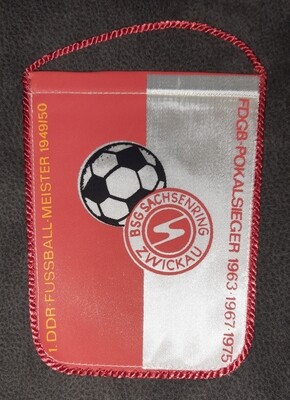 1. DDR-FUSSBALL-MEISTER 1949/50
BSG SACHSENRING
ZWICKAU
FDGB-POKALSIEGER 1963·1967·1975